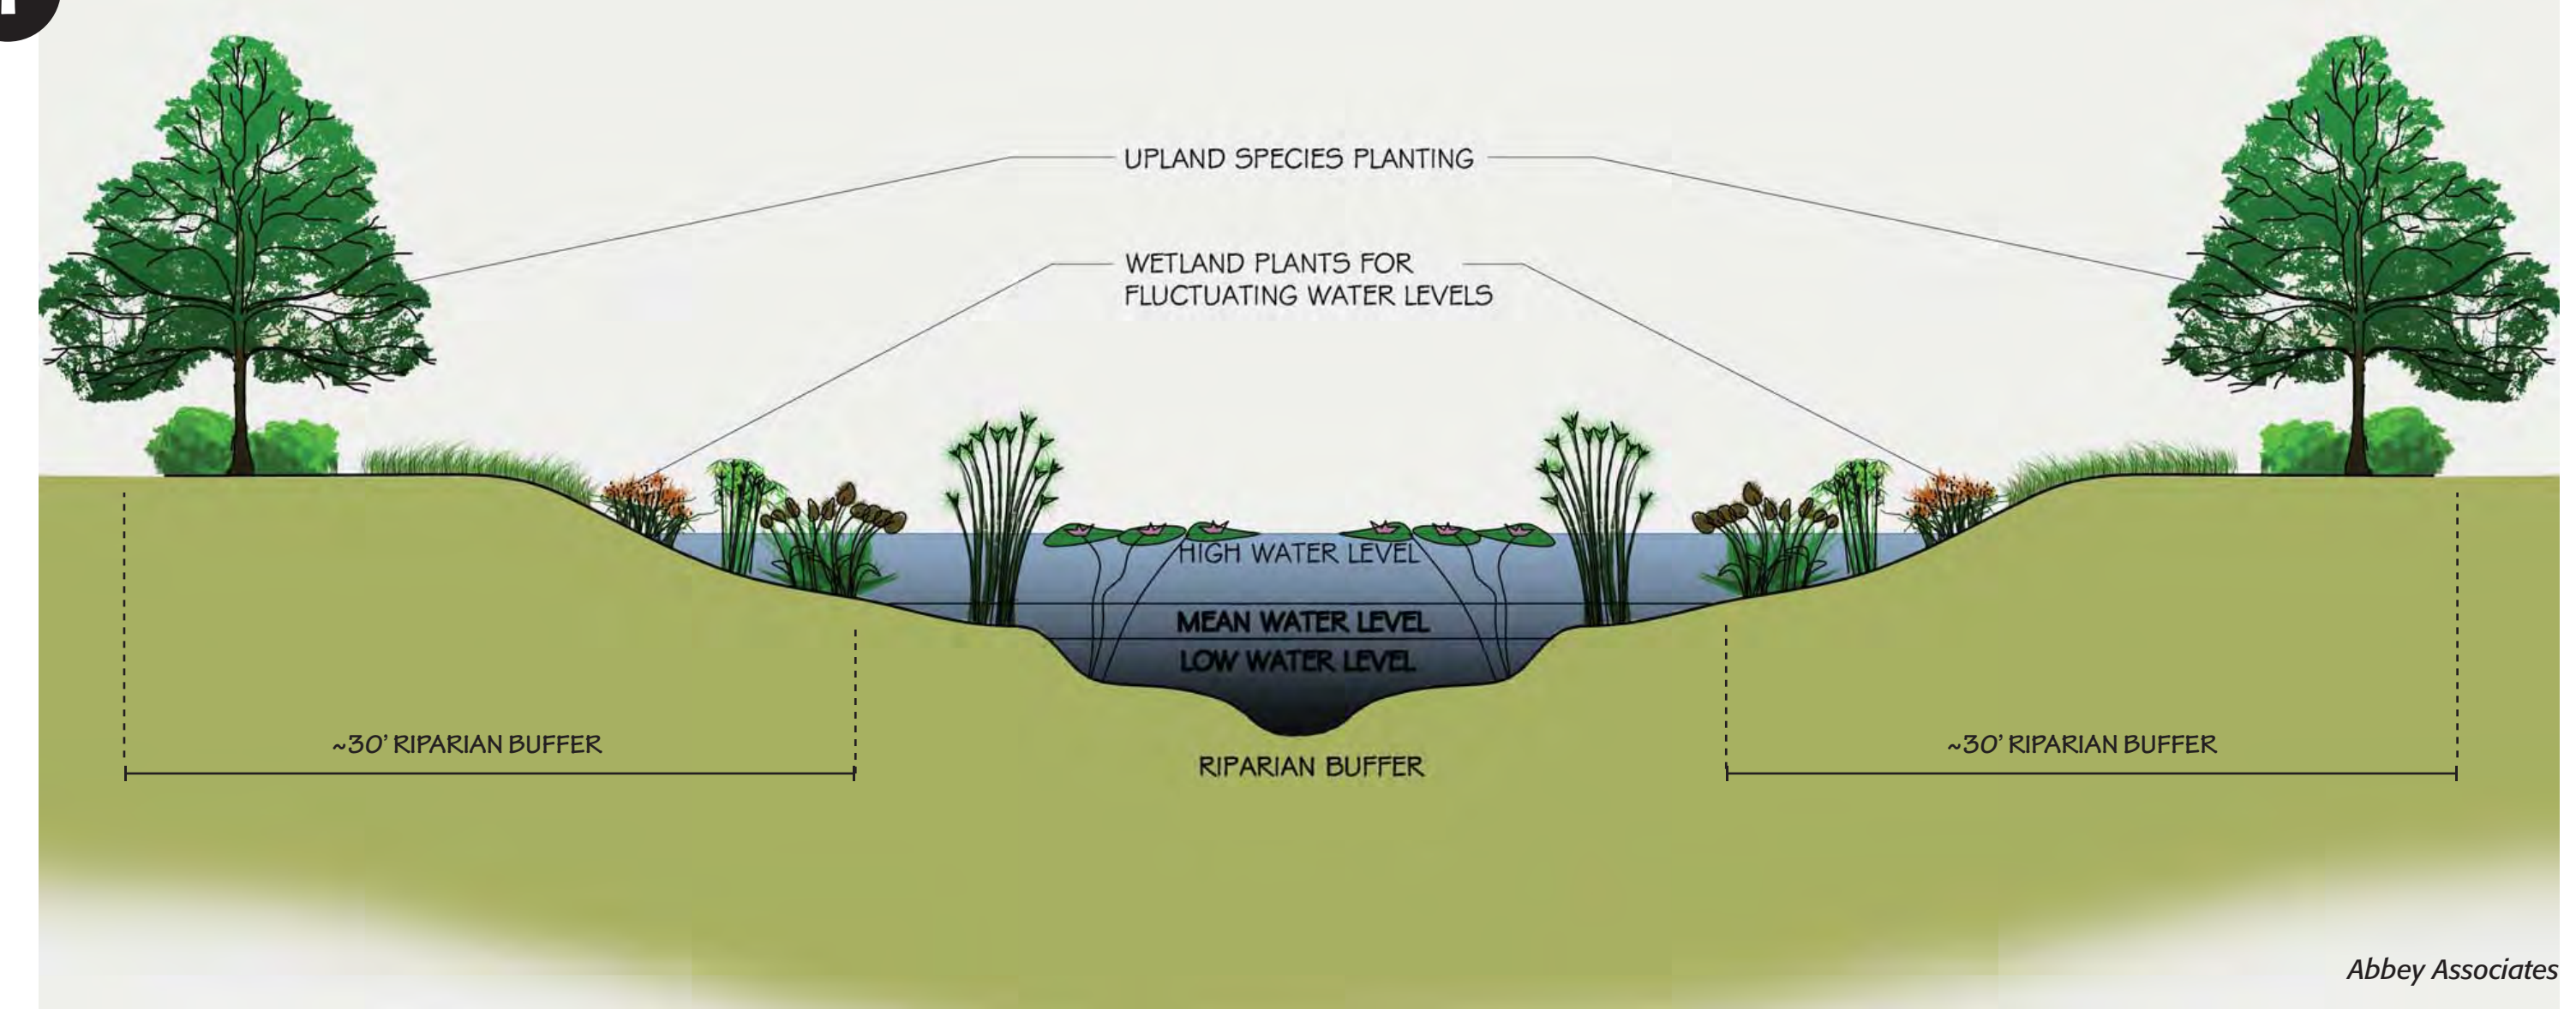 UPLAND SPECIES PLANTING
WETLAND PLANTS FOR
FLUCTUATING WATER LEVELS
HIGH WATER LEVEL
MEAN WATER LEVEL
LOW WATER LEVEL
~30' RIPARIAN BUFFER
RIPARIAN BUFFER
~30' RIPARIAN BUFFER
Abbey Associates